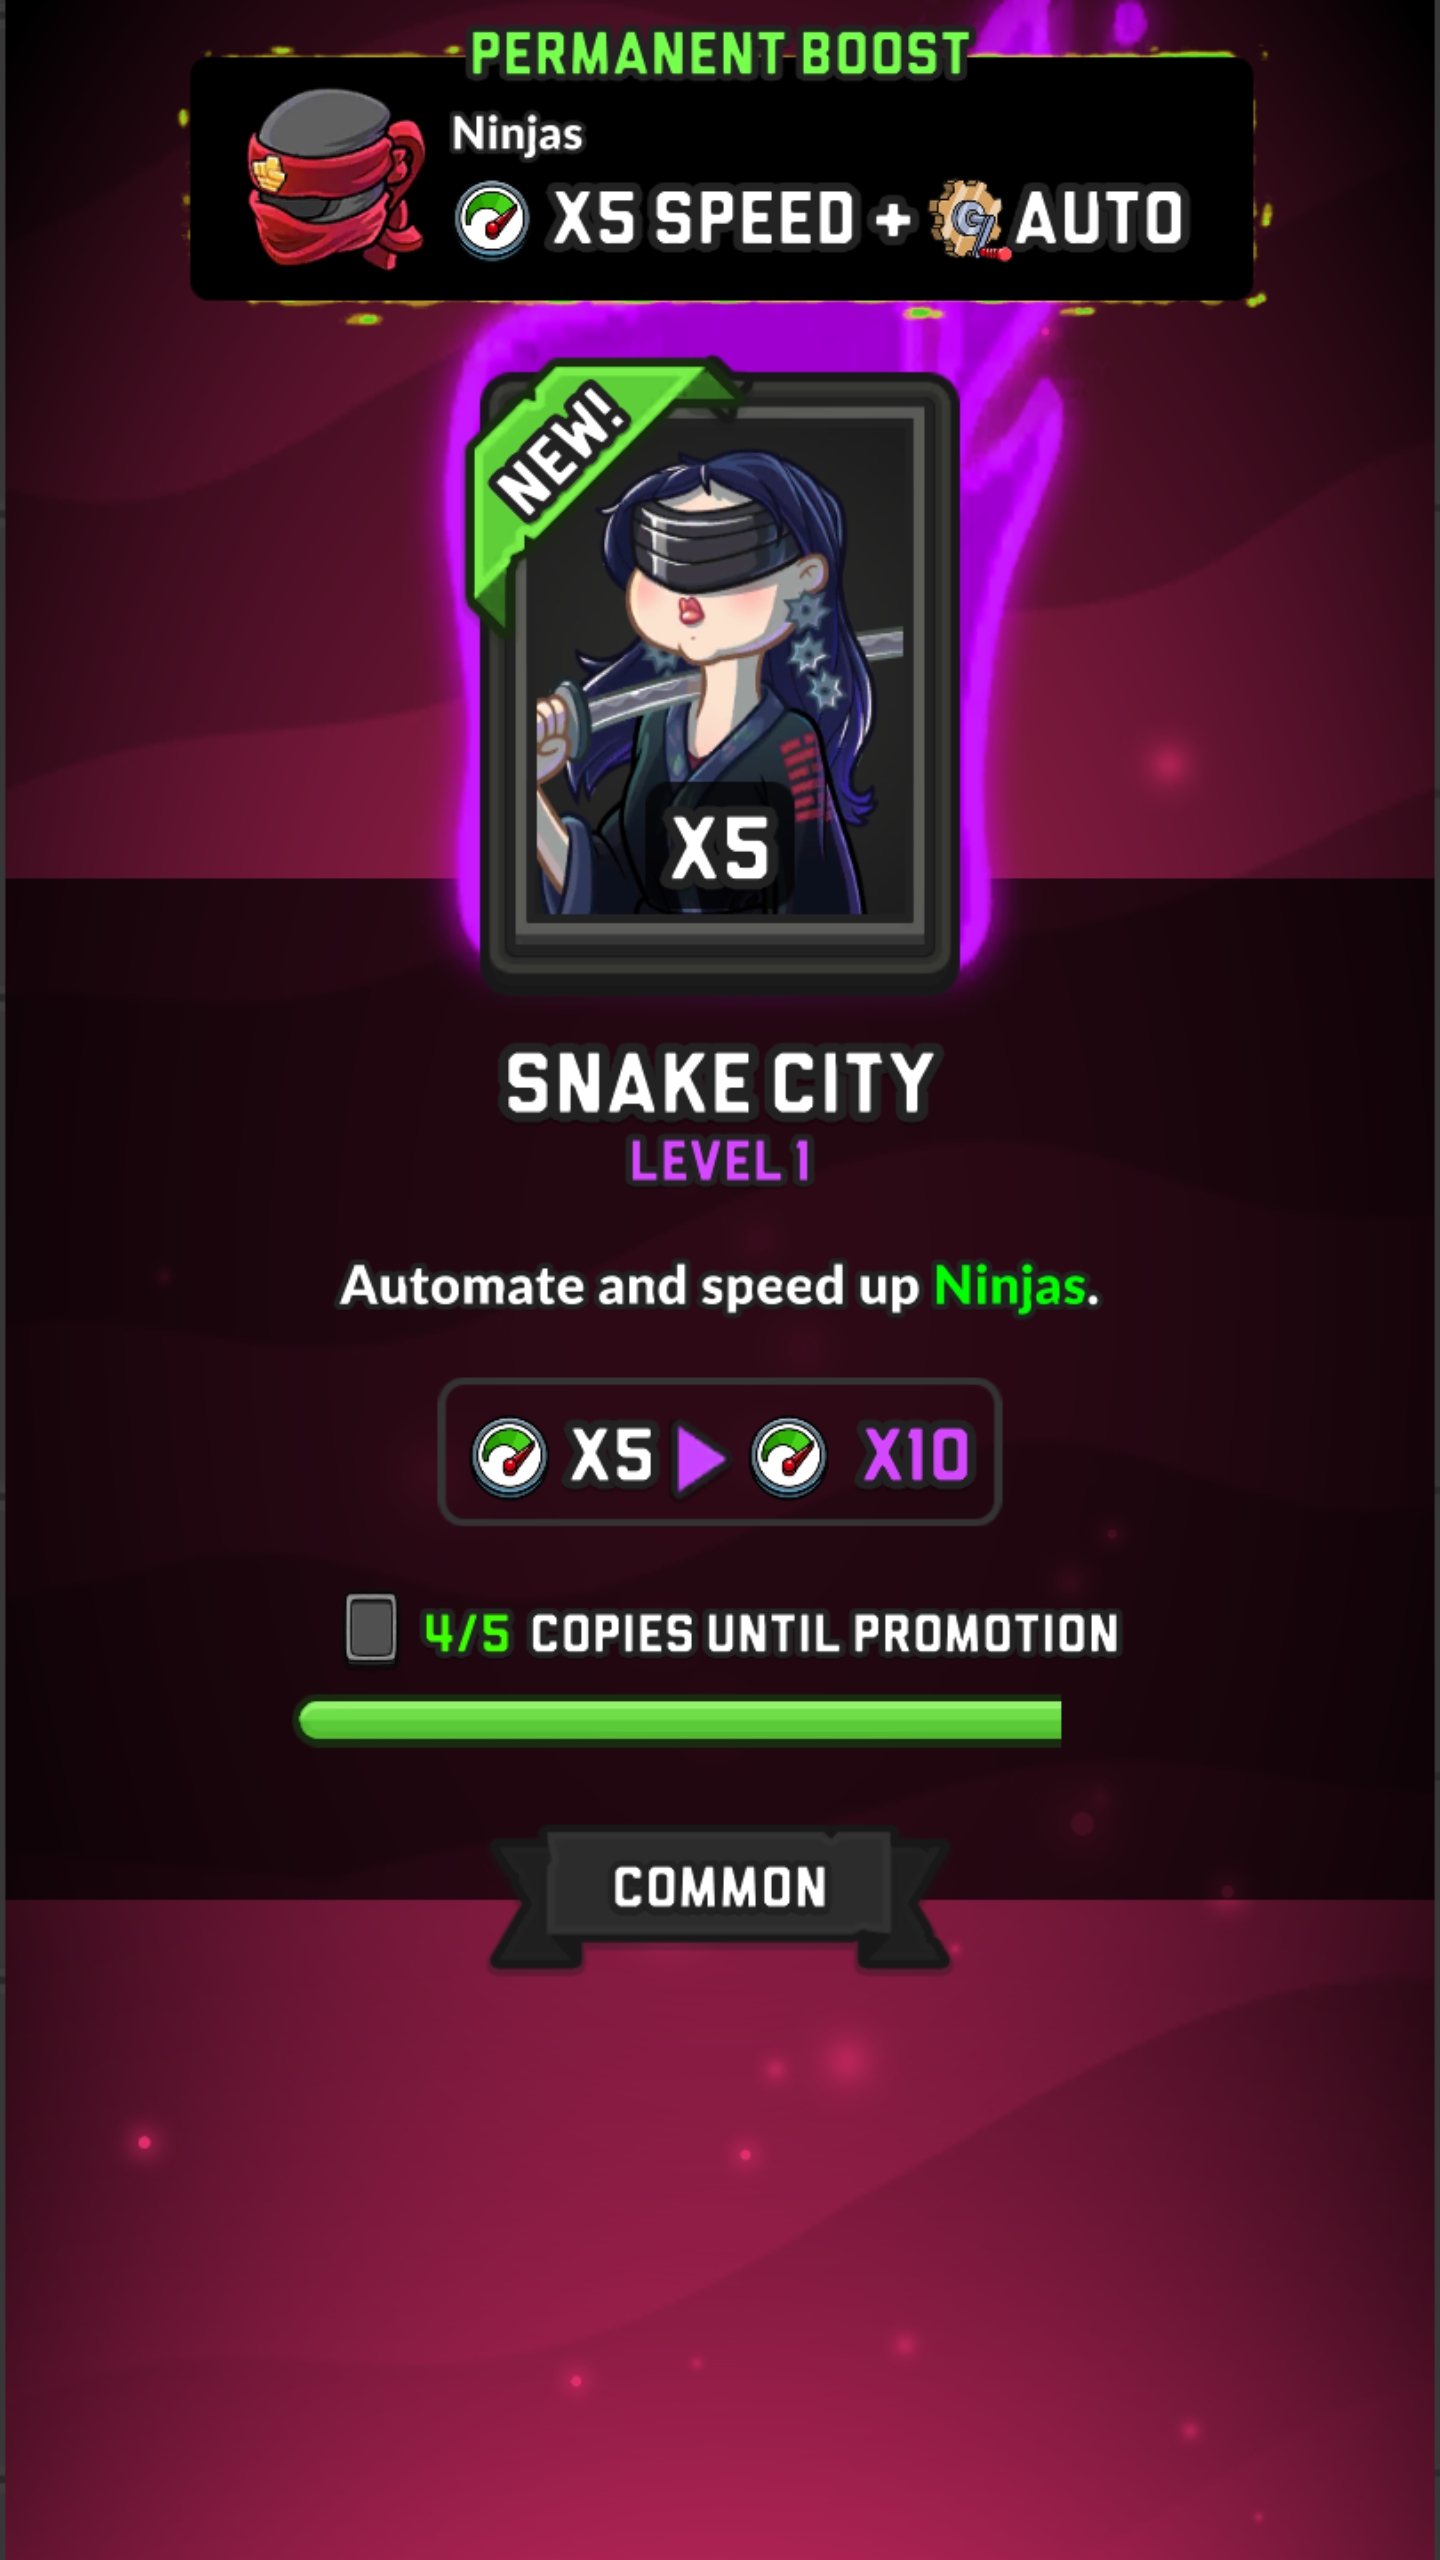 PERMANENT BOOST
Ninjas
X5 SPEED + AUTO
NEW!
X5
SNAKE CITY
LEVEL 1
Automate and speed up Ninjas.
X5 X10
4/5 COPIES UNTIL PROMOTION
COMMON